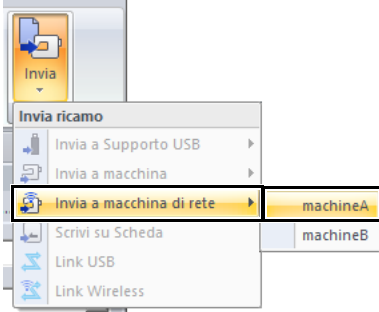 Invia
Invia ricamo
Invia a Supporto USB
Invia a macchina
Invia a macchina di rete
machineA
Scrivi su Scheda
machineB
Link USB
Link Wireless